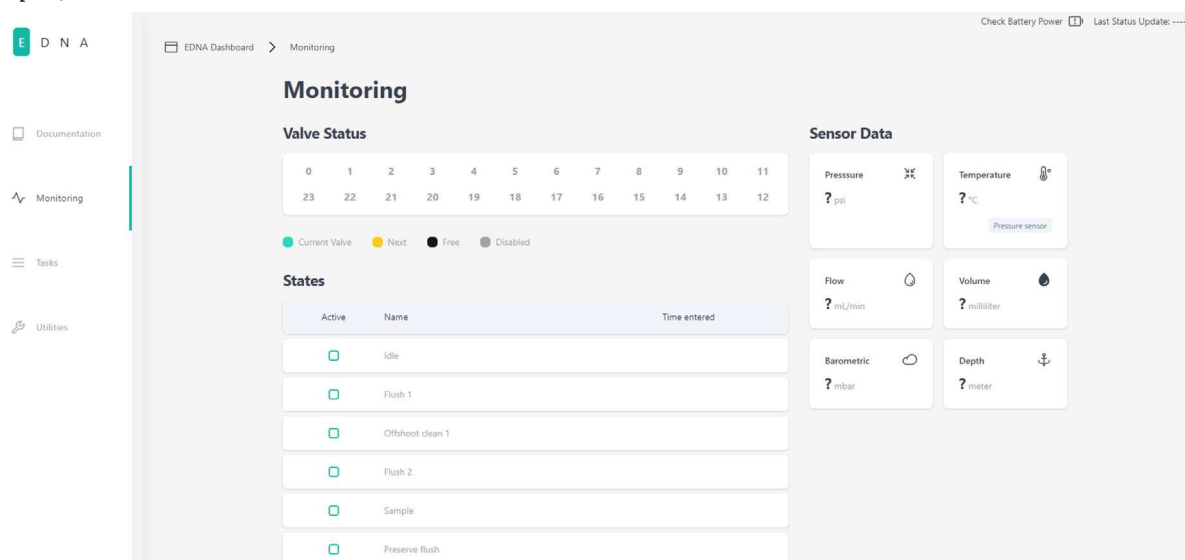 Check Battery Power Last Status Update: ----
E D N A
EDNA Dashboard > Monitoring
Monitoring
Documentation
Monitoring
Tasks
Utilities
Valve Status
0 1 2 3 4 5 6 7 8 9 10 11
23 22 21 20 19 18 17 16 15 14 13 12
Current Valve Next Free Disabled
States
Active Name Time entered
Idle
Flush 1
Offshoot clean 1
Flush 2
Sample
Preserve flush
Sensor Data
Presssure
? psi
Temperature
? °C
Pressure sensor
Flow
? mL/min
Volume
? milliliter
Barometric
? mbar
Depth
? meter